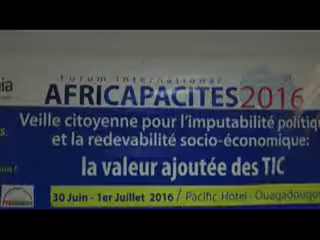 Forum International
AFRICAPACITES2016
Veille citoyenne pour l'imputabilité politiq
et la redevabilité socio-économique:
la valeur ajoutée des TIC
30 Juin - 1er Juillet 2016 / Pacific Hotel - Ouagadougou